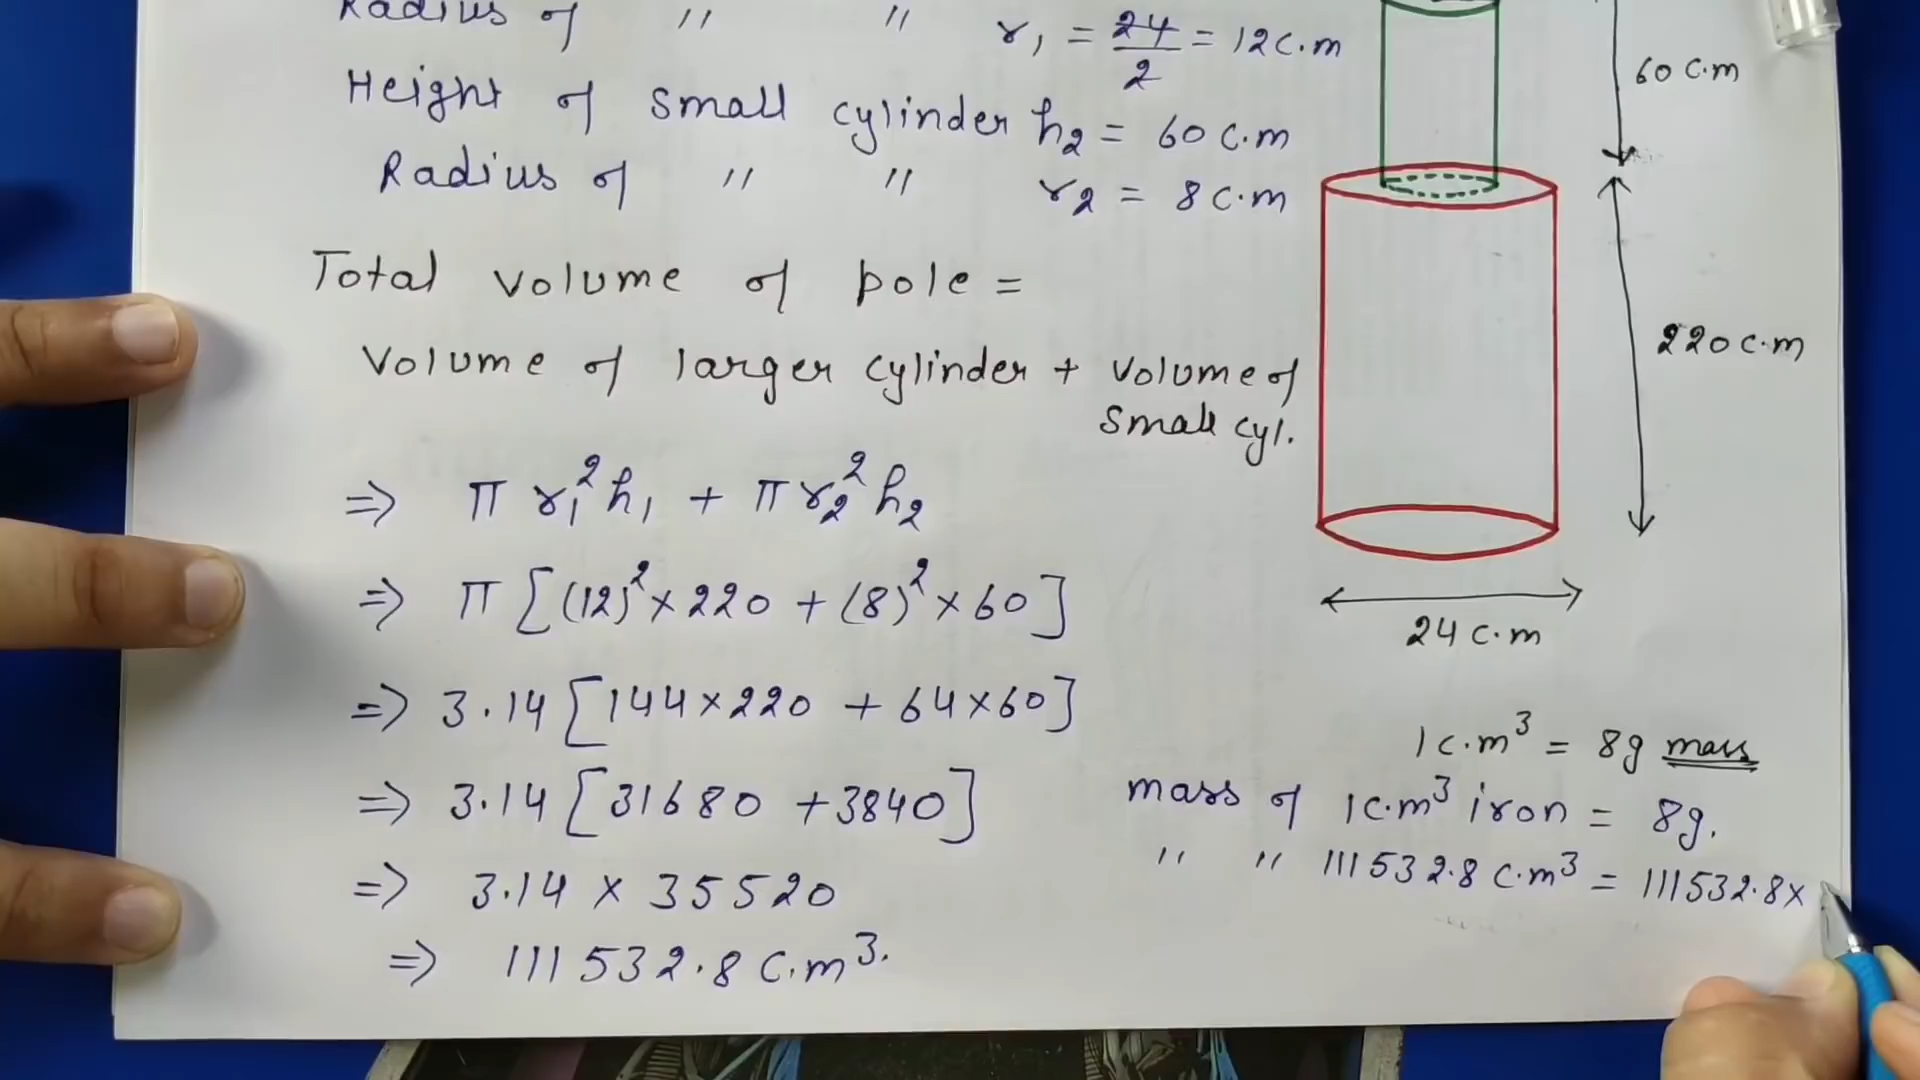 Radius of " " r₁ = 24/2 = 12 c.m
Height of small cylinder h₂ = 60 c.m
Radius of " " r₂ = 8 c.m
Total volume of pole =
Volume of larger cylinder + volume of
small cyl.
⇒ π r₁² h₁ + π r₂² h₂
⇒ π [(12)² × 220 + (8)² × 60]
⇒ 3.14 [144 × 220 + 64 × 60]
⇒ 3.14 [31680 + 3840]
⇒ 3.14 × 35520
⇒ 111532.8 c.m³.
60 c.m
220 c.m
24 c.m
1 c.m³ = 8g mass
mass of 1 c.m³ iron = 8g.
" " 111532.8 c.m³ = 111532.8 ×